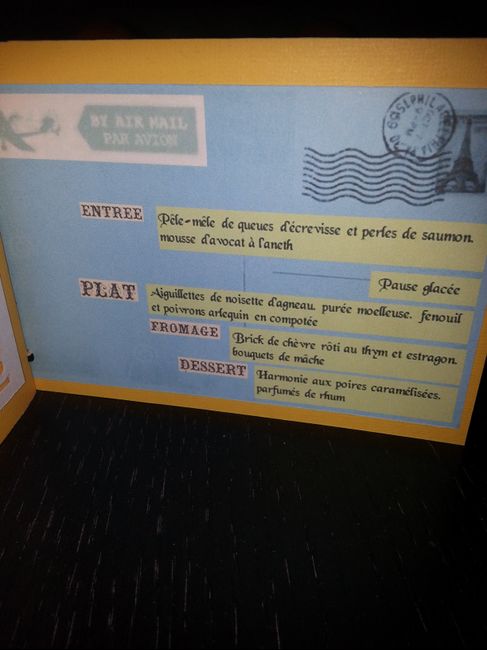 BY AIR MAIL
PAR AVION
ENTREE
Pêle-mêle de queues d'écrevisse et perles de saumon,
mousse d'avocat à l'aneth
Pause glacée
PLAT
Aiguillettes de noisette d'agneau, purée moelleuse, fenouil
et poivrons arlequin en compotée
FROMAGE
Brick de chèvre rôti au thym et estragon,
bouquets de mâche
DESSERT
Harmonie aux poires caramélisées,
parfumés de rhum